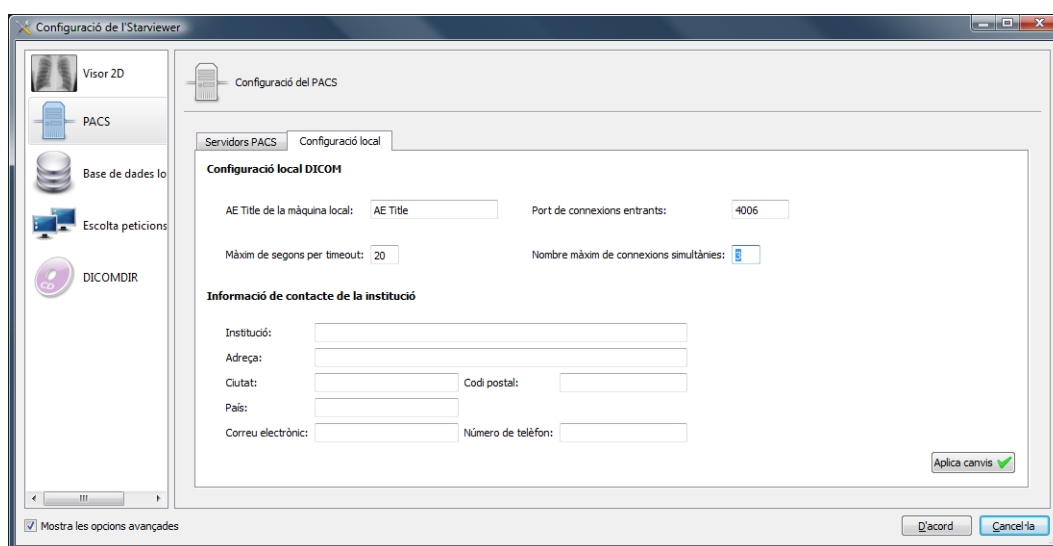 Configuració de l'Starviewer
Visor 2D
PACS
Base de dades lo
Escolta peticions
DICOMDIR
Configuració del PACS
Servidors PACS
Configuració local
Configuració local DICOM
AE Title de la màquina local: AE Title Port de connexions entrants: 4006
Màxim de segons per timeout: 20 Nombre màxim de connexions simultànies: 3
Informació de contacte de la institució
Institució:
Adreça:
Ciutat: Codi postal:
País:
Correu electrònic: Número de telèfon:
Aplica canvis
Mostra les opcions avançades
D'acord Cancel·la